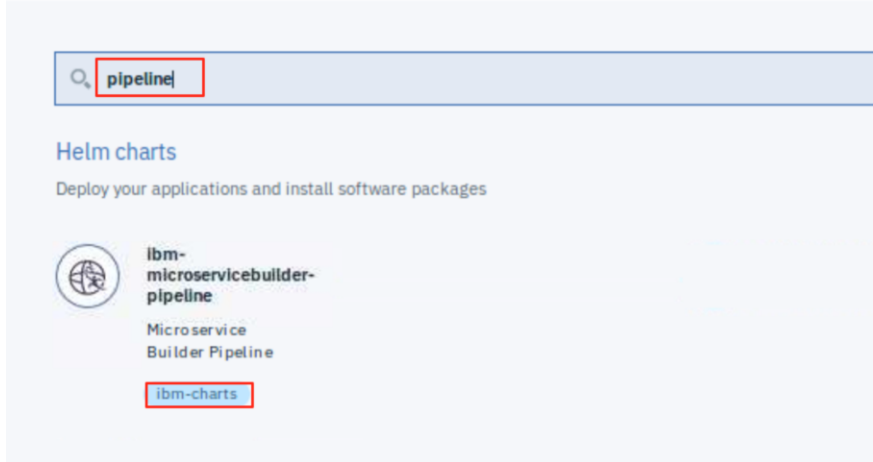 pipeline
Helm charts
Deploy your applications and install software packages
ibm-
microservicebuilder-
pipeline
Microservice
Builder Pipeline
ibm-charts